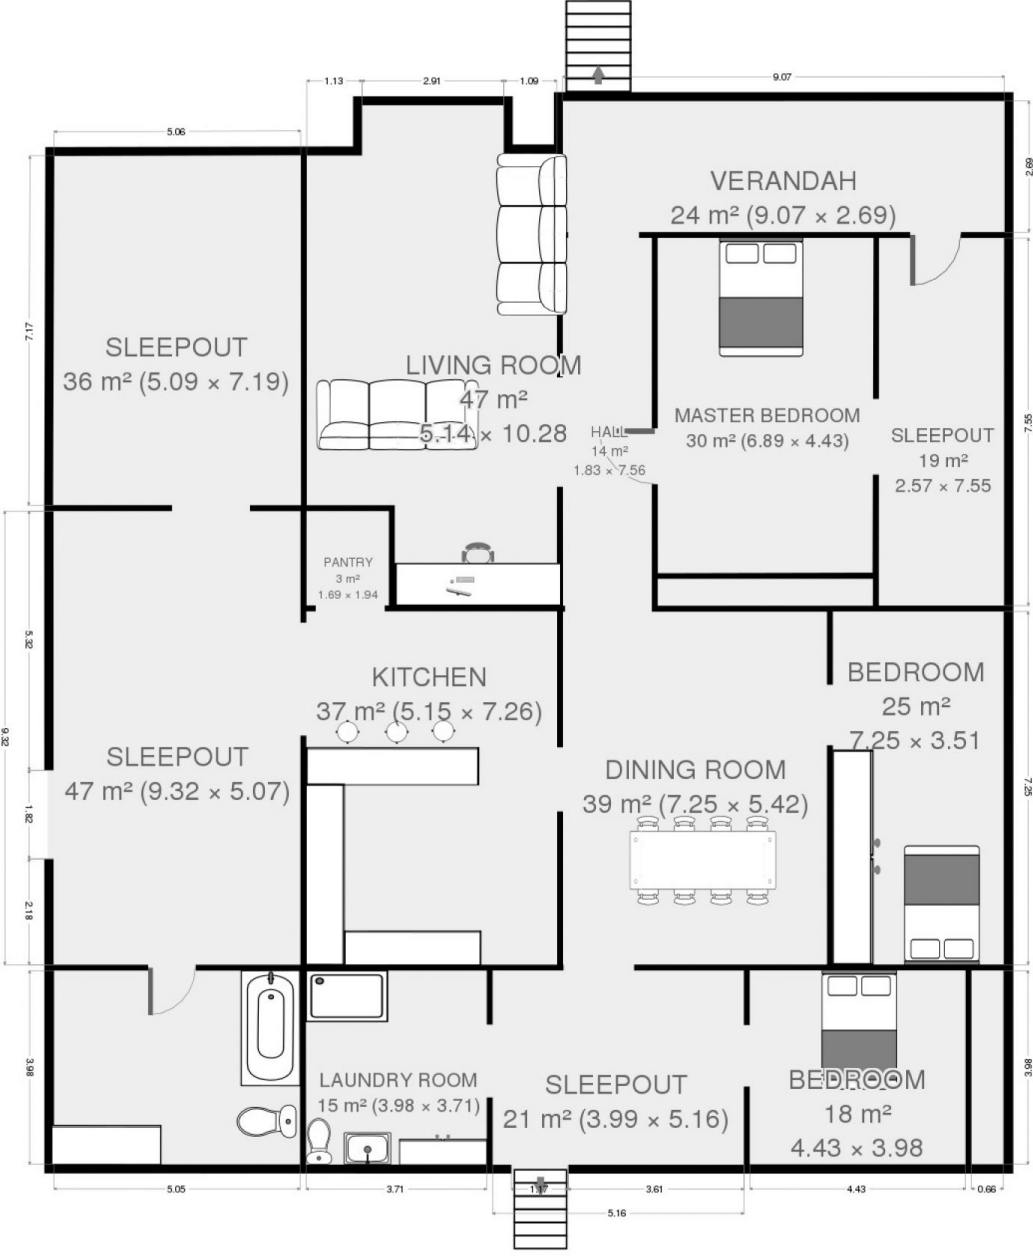 9.07
1.13
2.91
1.09
5.06
2.69
VERANDAH
24 m² (9.07 × 2.69)
7.17
SLEEPOUT
36 m² (5.09 × 7.19)
LIVING ROOM
47 m²
5.14 × 10.28
HALL
14 m²
1.83 × 7.56
MASTER BEDROOM
30 m² (6.89 × 4.43)
SLEEPOUT
19 m²
2.57 × 7.55
7.55
PANTRY
3 m²
1.69 × 1.94
5.32
9.32
KITCHEN
37 m² (5.15 × 7.26)
BEDROOM
25 m²
7.25 × 3.51
SLEEPOUT
47 m² (9.32 × 5.07)
DINING ROOM
39 m² (7.25 × 5.42)
7.25
1.82
2.18
3.98
LAUNDRY ROOM
15 m² (3.98 × 3.71)
SLEEPOUT
21 m² (3.99 × 5.16)
BEDROOM
18 m²
4.43 × 3.98
3.98
5.05
3.71
1.17
3.61
4.43
0.66
5.16